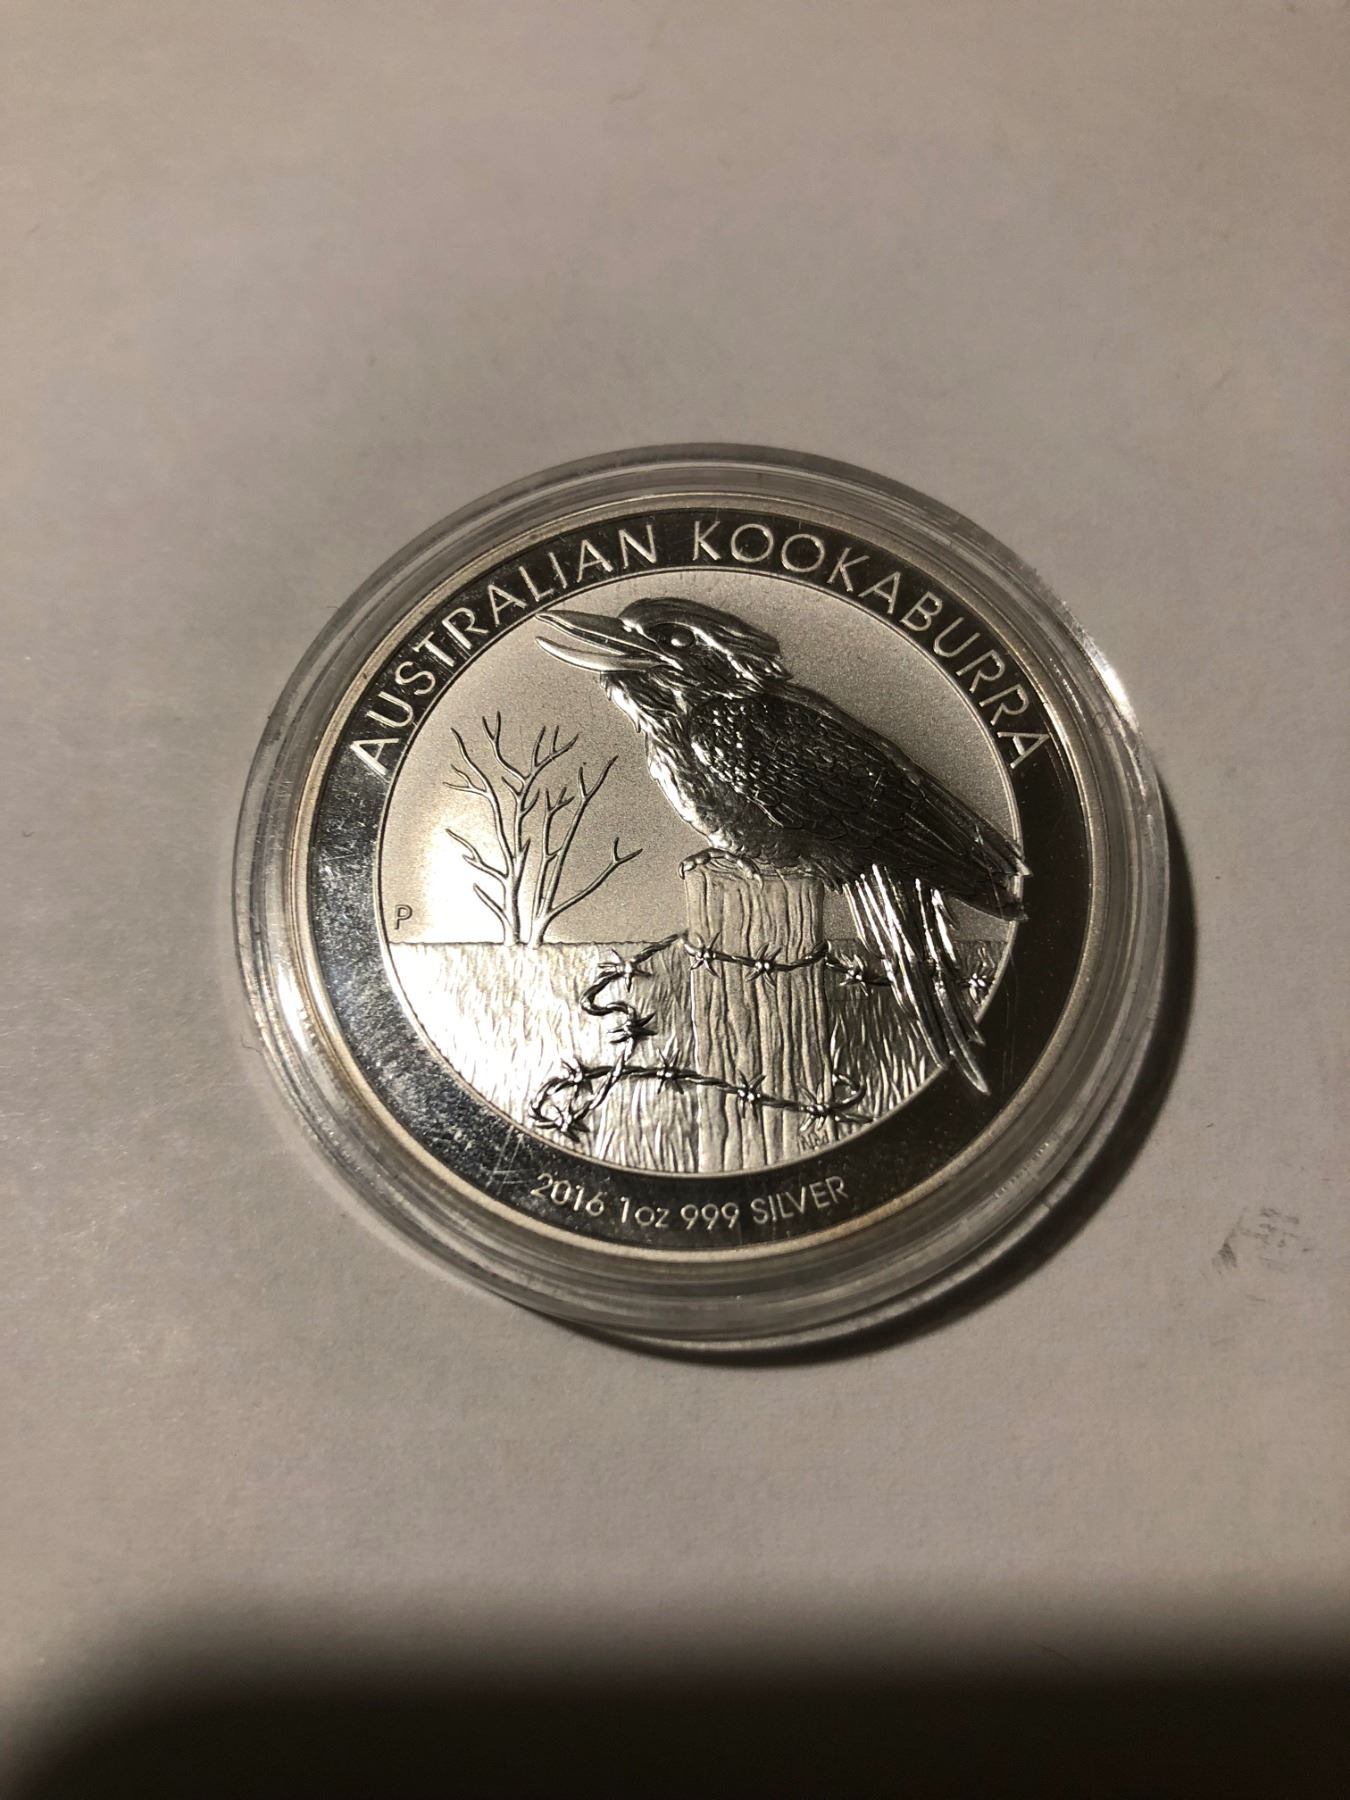 AUSTRALIAN KOOKABURRA
P
2016 1oz 999 SILVER